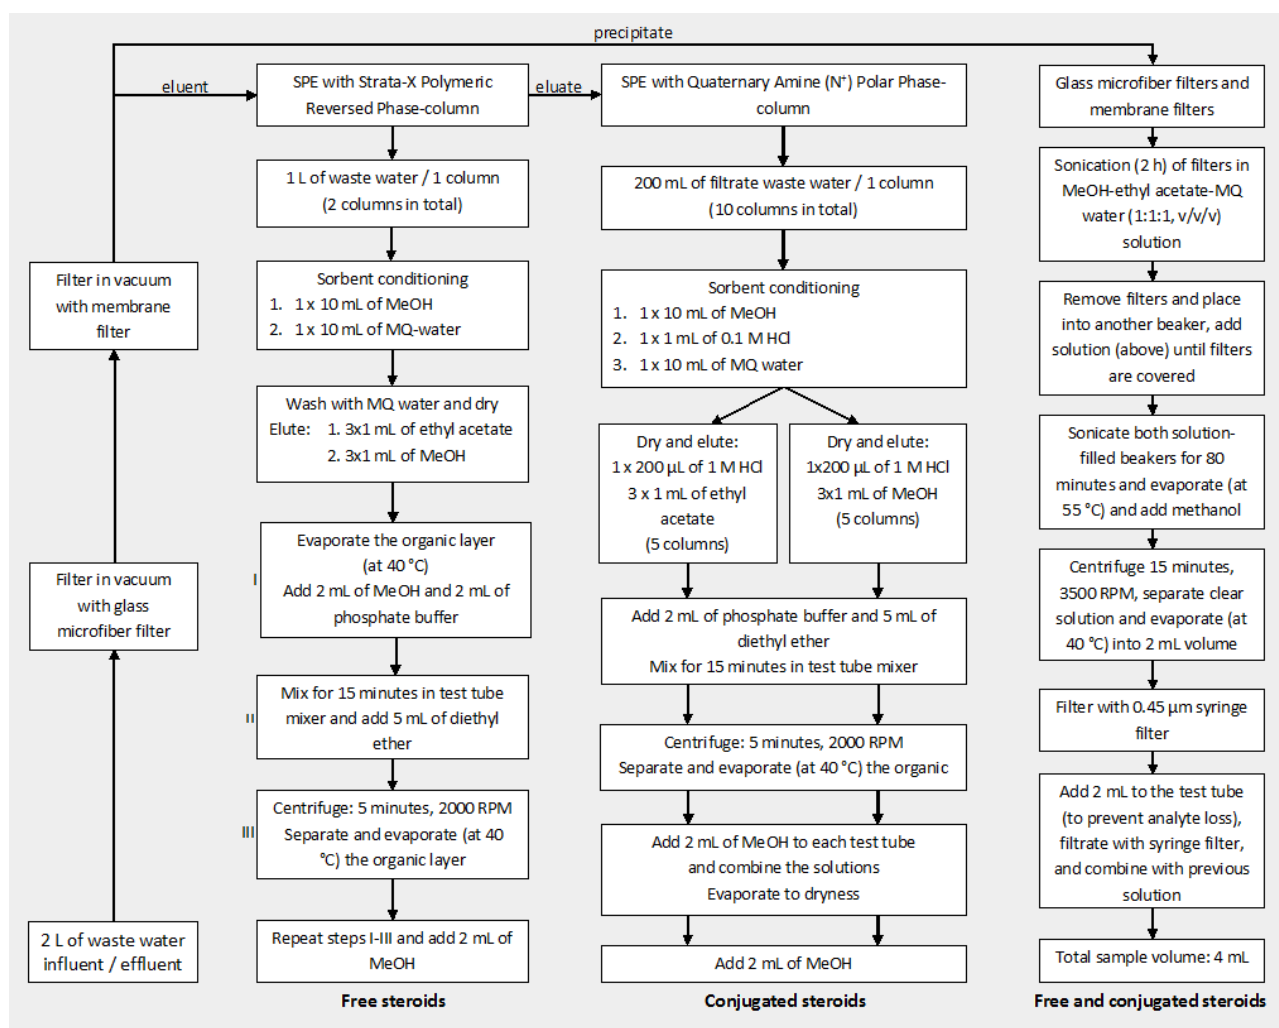 precipitate
eluent
SPE with Strata-X Polymeric
Reversed Phase-column
eluate
SPE with Quaternary Amine (N⁺) Polar Phase-
column
Glass microfiber filters and
membrane filters
1 L of waste water / 1 column
(2 columns in total)
200 mL of filtrate waste water / 1 column
(10 columns in total)
Sonication (2 h) of filters in
MeOH-ethyl acetate-MQ
water (1:1:1, v/v/v)
solution
Filter in vacuum
with membrane
filter
Sorbent conditioning
1. 1 x 10 mL of MeOH
2. 1 x 10 mL of MQ-water
Sorbent conditioning
1. 1 x 10 mL of MeOH
2. 1 x 1 mL of 0.1 M HCl
3. 1x 10 mL of MQ water
Remove filters and place
into another beaker, add
solution (above) until filters
are covered
Wash with MQ water and dry
Elute: 1. 3x1 mL of ethyl acetate
2. 3x1 mL of MeOH
Dry and elute:
1 x 200 µL of 1 M HCl
3 x 1 mL of ethyl
acetate
(5 columns)
Dry and elute:
1x200 µL of 1 M HCl
3x1 mL of MeOH
(5 columns)
Sonicate both solution-
filled beakers for 80
minutes and evaporate (at
55 °C) and add methanol
Filter in vacuum
with glass
microfiber filter
I
Evaporate the organic layer
(at 40 °C)
Add 2 mL of MeOH and 2 mL of
phosphate buffer
Add 2 mL of phosphate buffer and 5 mL of
diethyl ether
Mix for 15 minutes in test tube mixer
Centrifuge 15 minutes,
3500 RPM, separate clear
solution and evaporate (at
40 °C) into 2 mL volume
II
Mix for 15 minutes in test tube
mixer and add 5 mL of diethyl
ether
Centrifuge: 5 minutes, 2000 RPM
Separate and evaporate (at 40 °C) the organic
Filter with 0.45 µm syringe
filter
III
Centrifuge: 5 minutes, 2000 RPM
Separate and evaporate (at 40
°C) the organic layer
Add 2 mL of MeOH to each test tube
and combine the solutions
Evaporate to dryness
Add 2 mL to the test tube
(to prevent analyte loss),
filtrate with syringe filter,
and combine with previous
solution
2 L of waste water
influent / effluent
Repeat steps I-III and add 2 mL of
MeOH
Add 2 mL of MeOH
Total sample volume: 4 mL
Free steroids
Conjugated steroids
Free and conjugated steroids